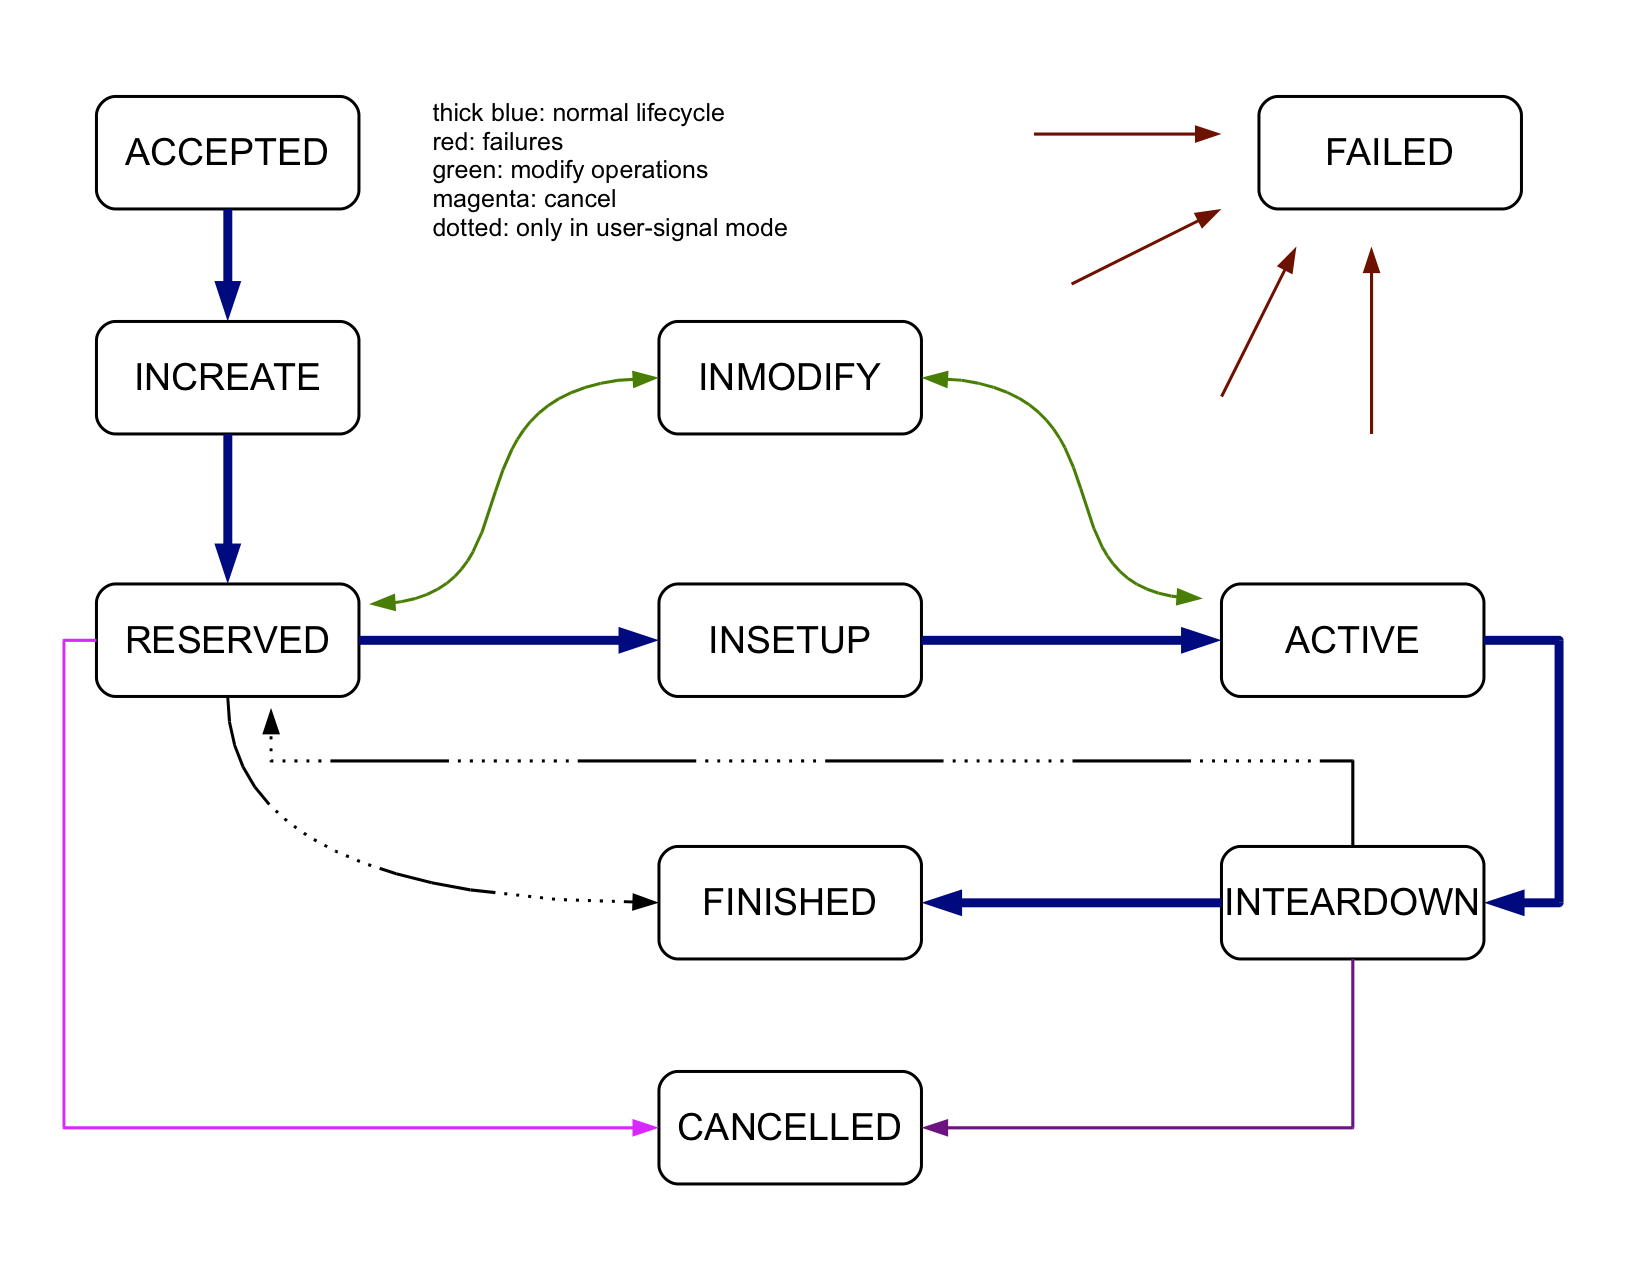 ACCEPTED
thick blue: normal lifecycle
red: failures
green: modify operations
magenta: cancel
dotted: only in user-signal mode
FAILED
INCREATE
INMODIFY
RESERVED
INSETUP
ACTIVE
FINISHED
INTEARDOWN
CANCELLED